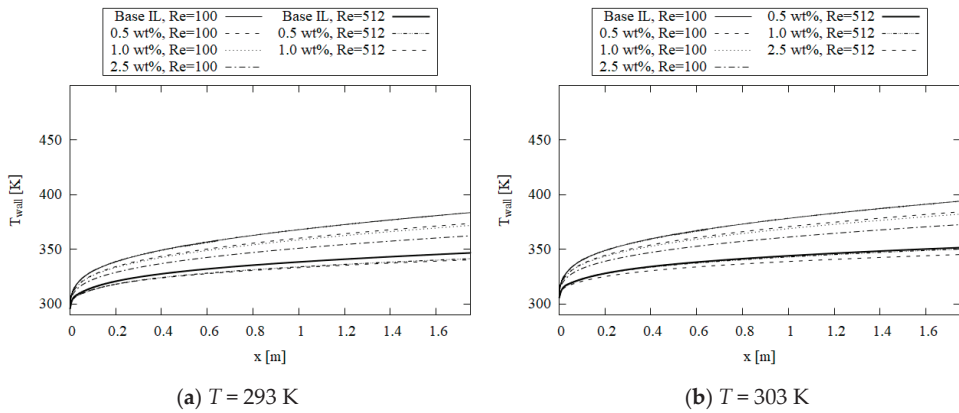 Base IL, Re=100 Base IL, Re=512
0.5 wt%, Re=100 0.5 wt%, Re=512
1.0 wt%, Re=100 1.0 wt%, Re=512
2.5 wt%, Re=100
T wall [K]
450
400
350
300
0 0.2 0.4 0.6 0.8 1 1.2 1.4 1.6
x [m]
(a) T = 293 K
Base IL, Re=100 0.5 wt%, Re=512
0.5 wt%, Re=100 1.0 wt%, Re=512
1.0 wt%, Re=100 2.5 wt%, Re=512
2.5 wt%, Re=100
T wall [K]
450
400
350
300
0 0.2 0.4 0.6 0.8 1 1.2 1.4 1.6
x [m]
(b) T = 303 K